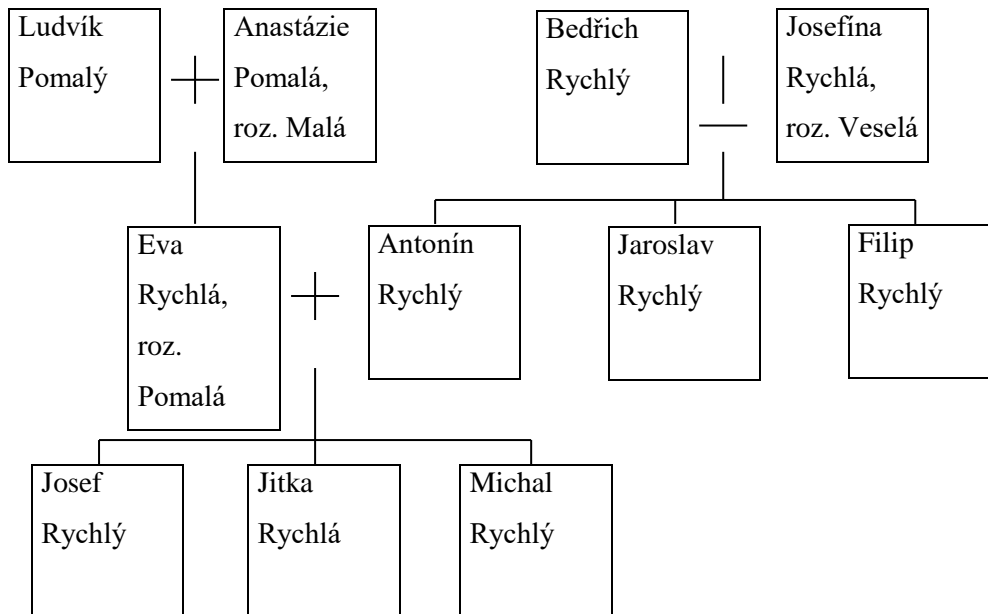 Ludvík
Pomalý
Anastázie
Pomalá,
roz. Malá
Bedřich
Rychlý
Josefína
Rychlá,
roz. Veselá
Eva
Rychlá,
roz.
Pomalá
Antonín
Rychlý
Jaroslav
Rychlý
Filip
Rychlý
Josef
Rychlý
Jitka
Rychlá
Michal
Rychlý